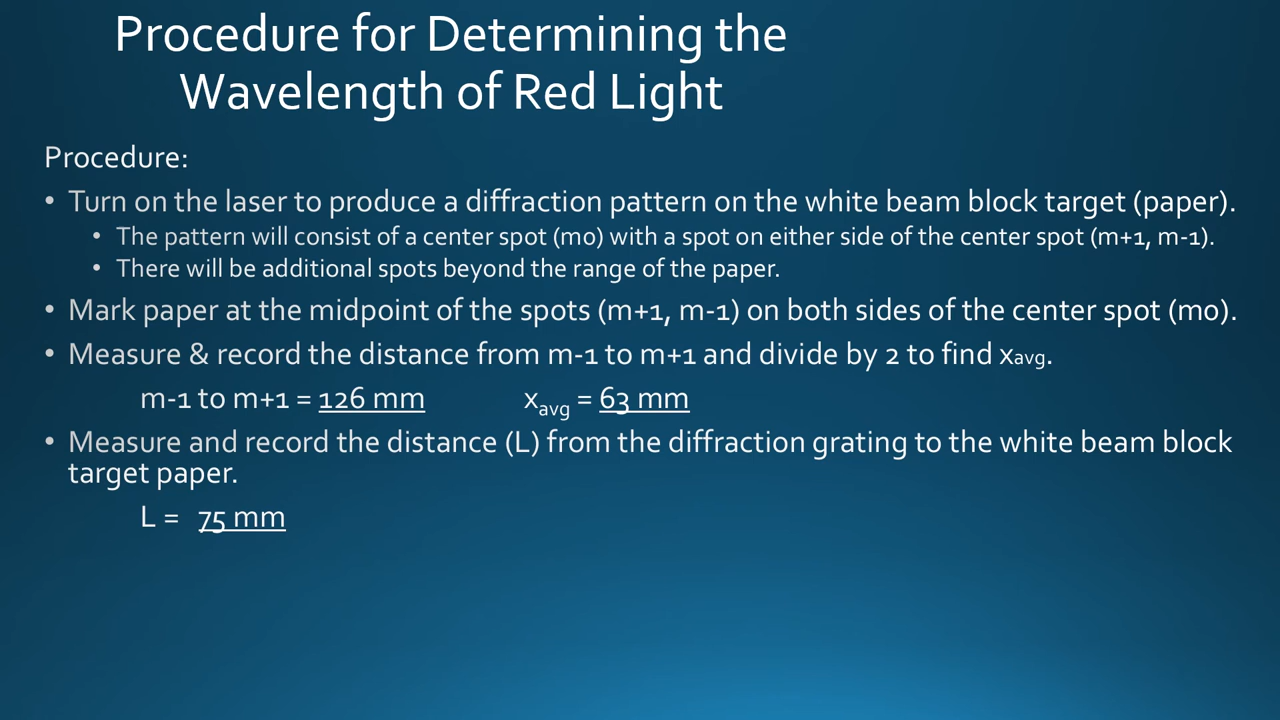 Procedure for Determining the
Wavelength of Red Light
Procedure:
• Turn on the laser to produce a diffraction pattern on the white beam block target (paper).
• The pattern will consist of a center spot (mo) with a spot on either side of the center spot (m+1, m-1).
• There will be additional spots beyond the range of the paper.
• Mark paper at the midpoint of the spots (m+1, m-1) on both sides of the center spot (mo).
• Measure & record the distance from m-1 to m+1 and divide by 2 to find xavg.
m-1 to m+1 = 126 mm xavg = 63 mm
• Measure and record the distance (L) from the diffraction grating to the white beam block
target paper.
L = 75 mm